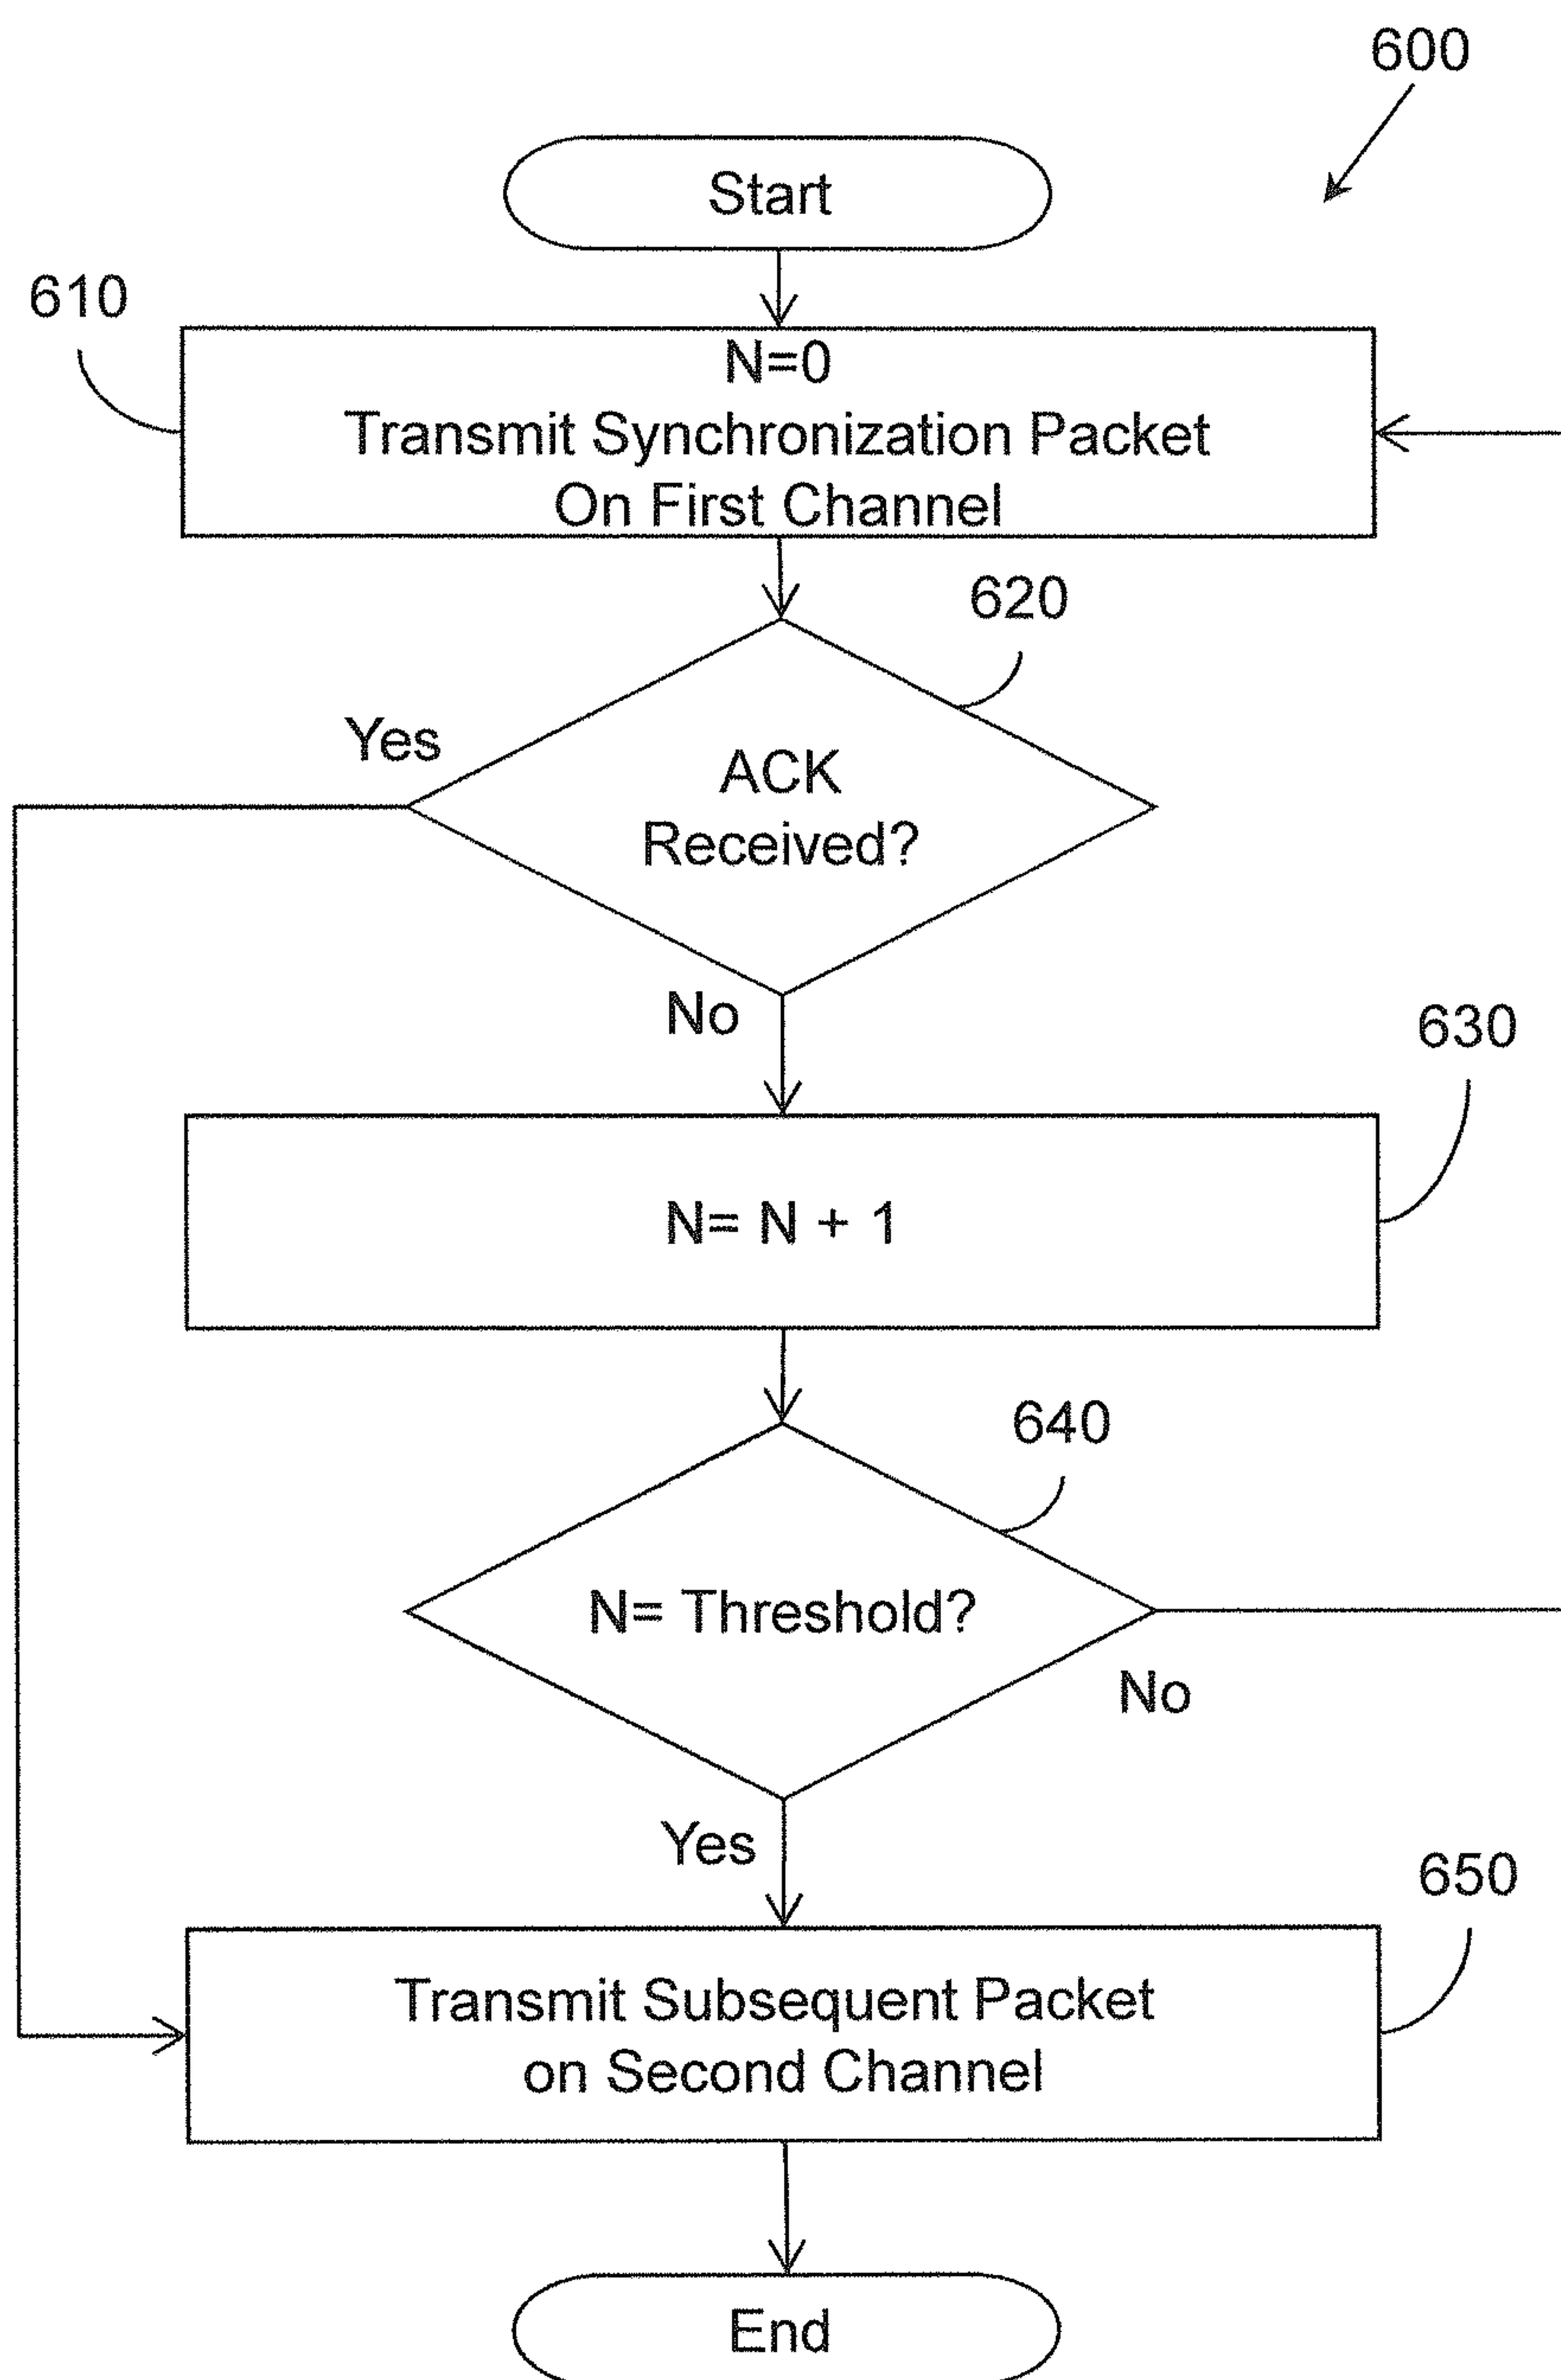 600
Start
610
N=0
Transmit Synchronization Packet
On First Channel
620
Yes
ACK
Received?
No
630
N= N + 1
640
N= Threshold?
No
Yes
650
Transmit Subsequent Packet
on Second Channel
End